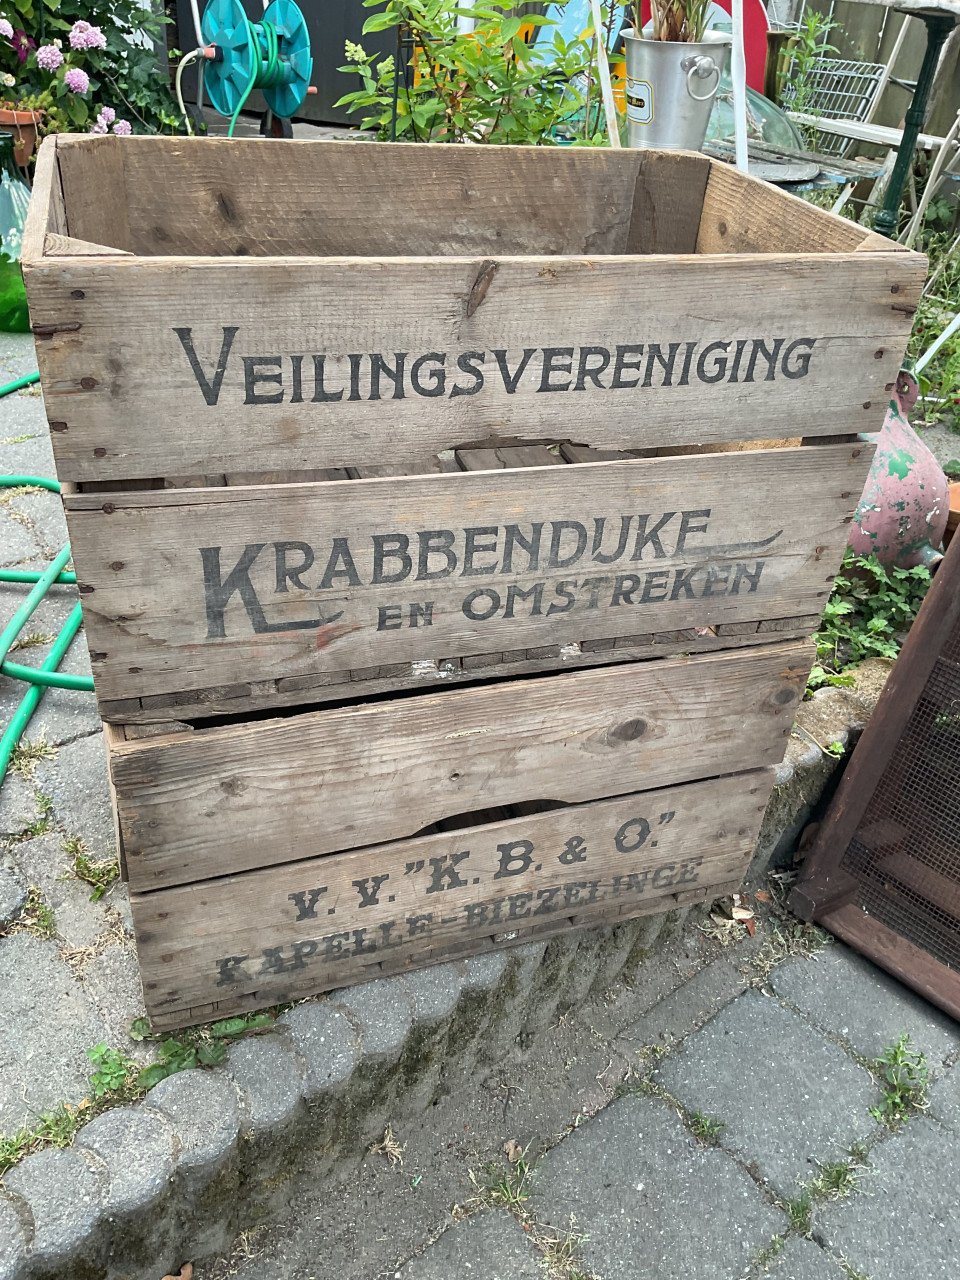 VEILINGSVERENIGING
KRABBENDIJKE
EN OMSTREKEN
V. V. "K. B. & O."
KAPELLE-BIEZELINGE